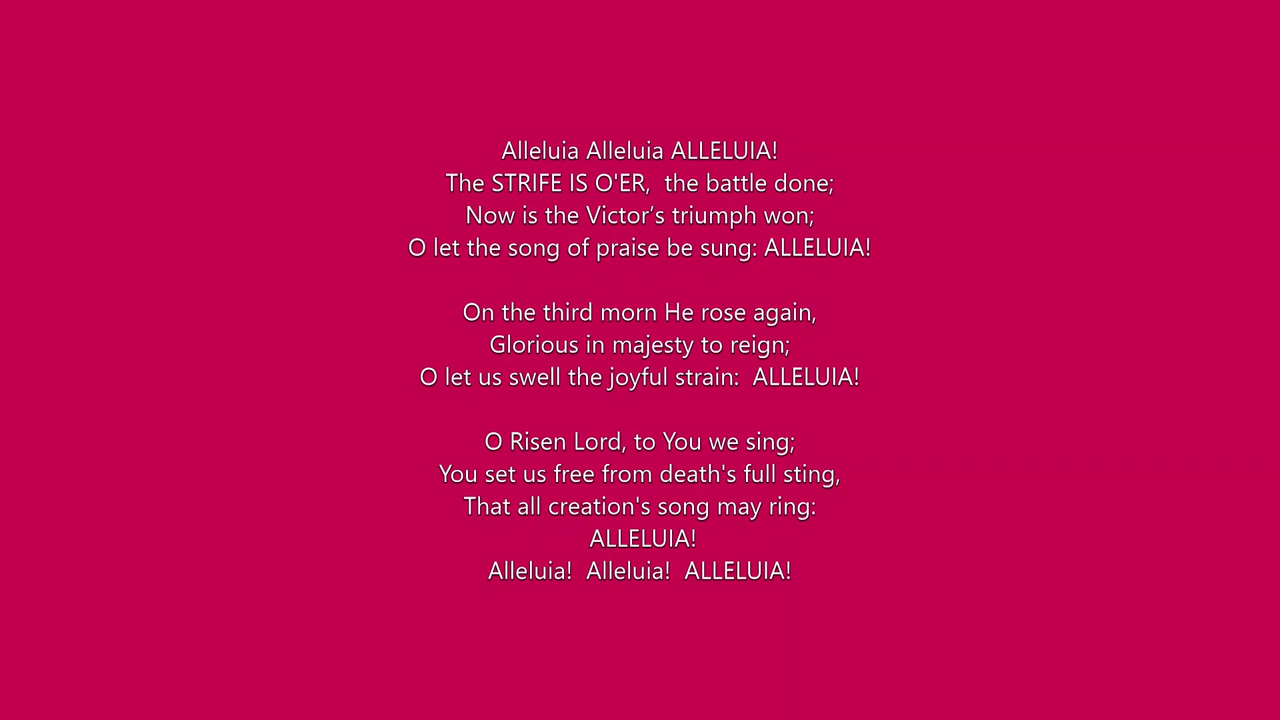 Alleluia Alleluia ALLELUIA!
The STRIFE IS O'ER,  the battle done;
Now is the Victor’s triumph won;
O let the song of praise be sung: ALLELUIA!
On the third morn He rose again,
Glorious in majesty to reign;
O let us swell the joyful strain:  ALLELUIA!
O Risen Lord, to You we sing;
You set us free from death's full sting,
That all creation's song may ring:
ALLELUIA!
Alleluia!  Alleluia!  ALLELUIA!